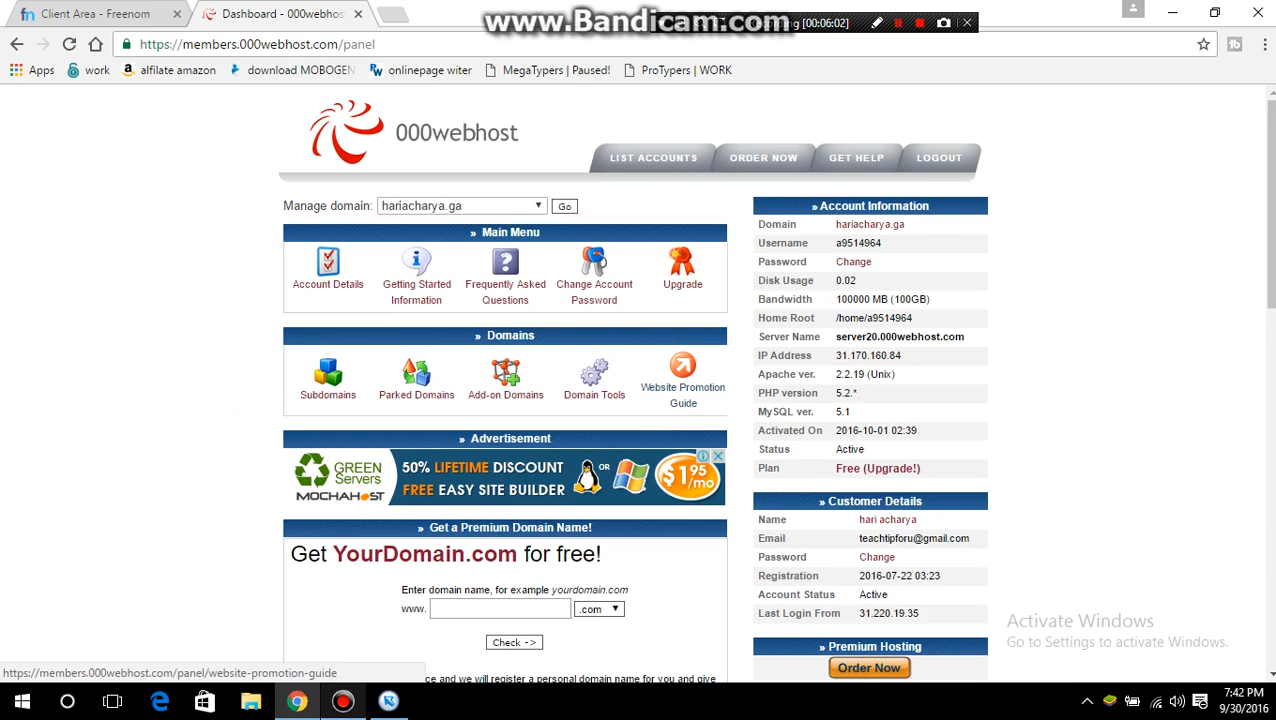 Client Area - Freenom
Dashboard - 000webhost
www.Bandicam.com
[00:06:02]
https://members.000webhost.com/panel
Apps
work
alfilate amazon
download MOBOGEN
onlinepage witer
MegaTypers | Paused!
ProTypers | WORK
000webhost
LIST ACCOUNTS
ORDER NOW
GET HELP
LOGOUT
Manage domain:
hariacharya.ga
Go
» Main Menu
Account Details
Getting Started
Information
Frequently Asked
Questions
Change Account
Password
Upgrade
» Domains
Subdomains
Parked Domains
Add-on Domains
Domain Tools
Website Promotion
Guide
» Advertisement
GREEN
SERVERS
MOCHAHOST
50% LIFETIME DISCOUNT
FREE EASY SITE BUILDER
OR
$1.95
/mo
» Get a Premium Domain Name!
Get YourDomain.com for free!
Enter domain name, for example yourdomain.com
www.
.com
Check ->
ce and we will register a personal domain name for you and give
» Account Information
Domain hariacharya.ga
Username a9514964
Password Change
Disk Usage 0.02
Bandwidth 100000 MB (100GB)
Home Root /home/a9514964
Server Name server20.000webhost.com
IP Address 31.170.160.84
Apache ver. 2.2.19 (Unix)
PHP version 5.2.*
MySQL ver. 5.1
Activated On 2016-10-01 02:39
Status Active
Plan Free (Upgrade!)
» Customer Details
Name hari acharya
Email teachtipforu@gmail.com
Password Change
Registration 2016-07-22 03:23
Account Status Active
Last Login From 31.220.19.35
» Premium Hosting
Order Now
Activate Windows
Go to Settings to activate Windows.
https://members.000webhost.com/panel/website-promotion-guide
7:42 PM
9/30/2016